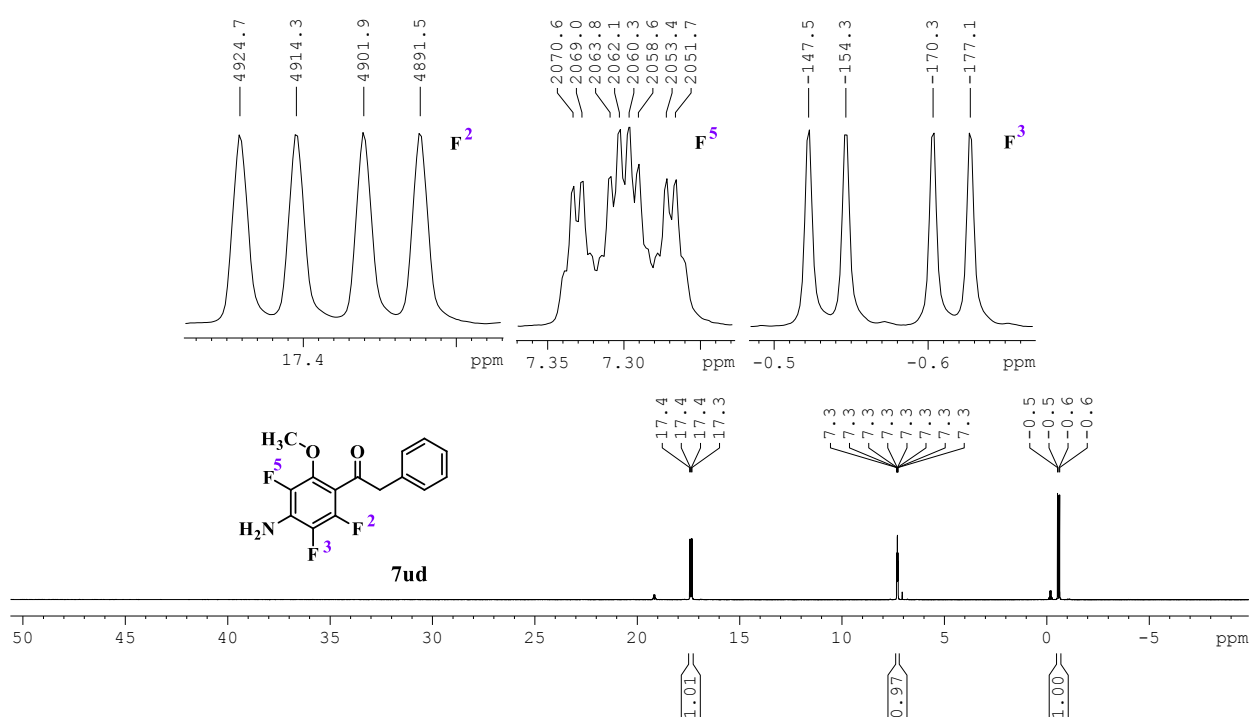 4924.7 4914.3 4901.9 4891.5
2070.6 2069.0 2063.8 2062.1 2060.3 2058.6 2053.4 2051.7
-147.5 -154.3 -170.3 -177.1
F2
F5
F3
17.4 ppm
7.35 7.30 ppm
-0.5 -0.6 ppm
17.4 17.4 17.4 17.3
7.3 7.3 7.3 7.3 7.3 7.3 7.3 7.3
-0.5 -0.5 -0.6 -0.6
H3C
O
O
F5
F2
H2N
F3
7ud
50 45 40 35 30 25 20 15 10 5 0 -5 ppm
1.01 0.97 1.00